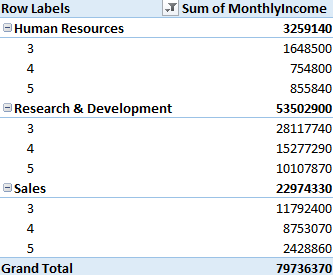 Row Labels Sum of MonthlyIncome
Human Resources 3259140
3 1648500
4 754800
5 855840
Research & Development 53502900
3 28117740
4 15277290
5 10107870
Sales 22974330
3 11792400
4 8753070
5 2428860
Grand Total 79736370